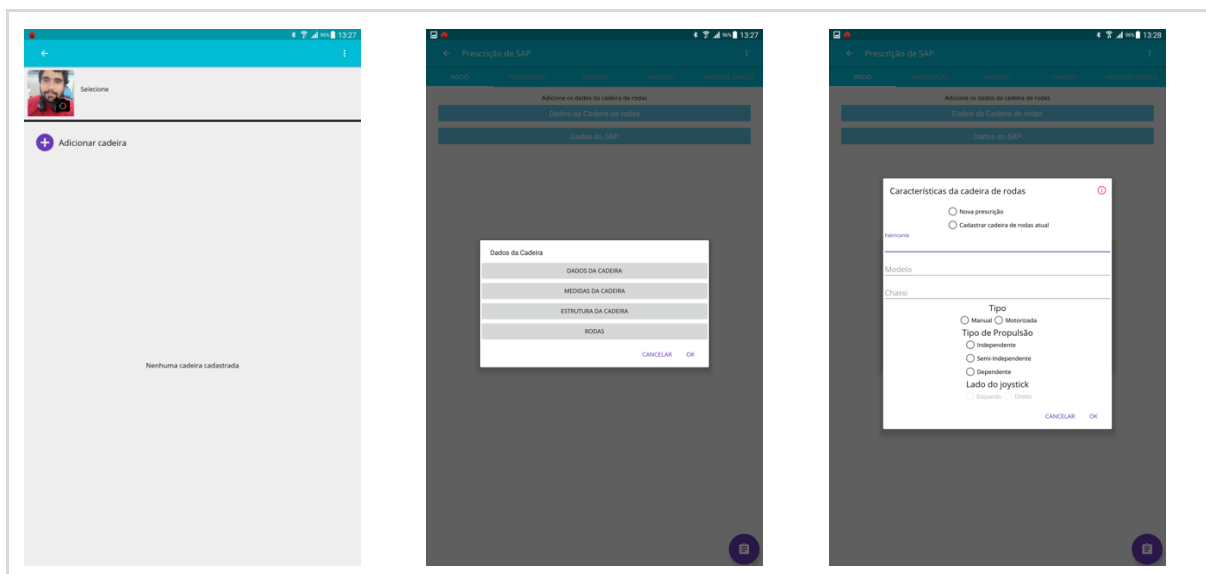 96% 13:27
Selecione
Adicionar cadeira
Nenhuma cadeira cadastrada
96% 13:27
Prescrição de SAP
INÍCIO
Adicione os dados da cadeira de rodas
Dados da Cadeira de rodas
Dados do SAP
Dados da Cadeira
DADOS DA CADEIRA
MEDIDAS DA CADEIRA
ESTRUTURA DA CADEIRA
RODAS
CANCELAR OK
96% 13:28
Prescrição de SAP
INÍCIO
Adicione os dados da cadeira de rodas
Dados da Cadeira de rodas
Dados do SAP
Características da cadeira de rodas
Nova prescrição
Cadastrar cadeira de rodas atual
Fabricante
Modelo
Chassi
Tipo
Manual Motorizada
Tipo de Propulsão
Independente
Semi-Independente
Dependente
Lado do joystick
Esquerdo Direito
CANCELAR OK